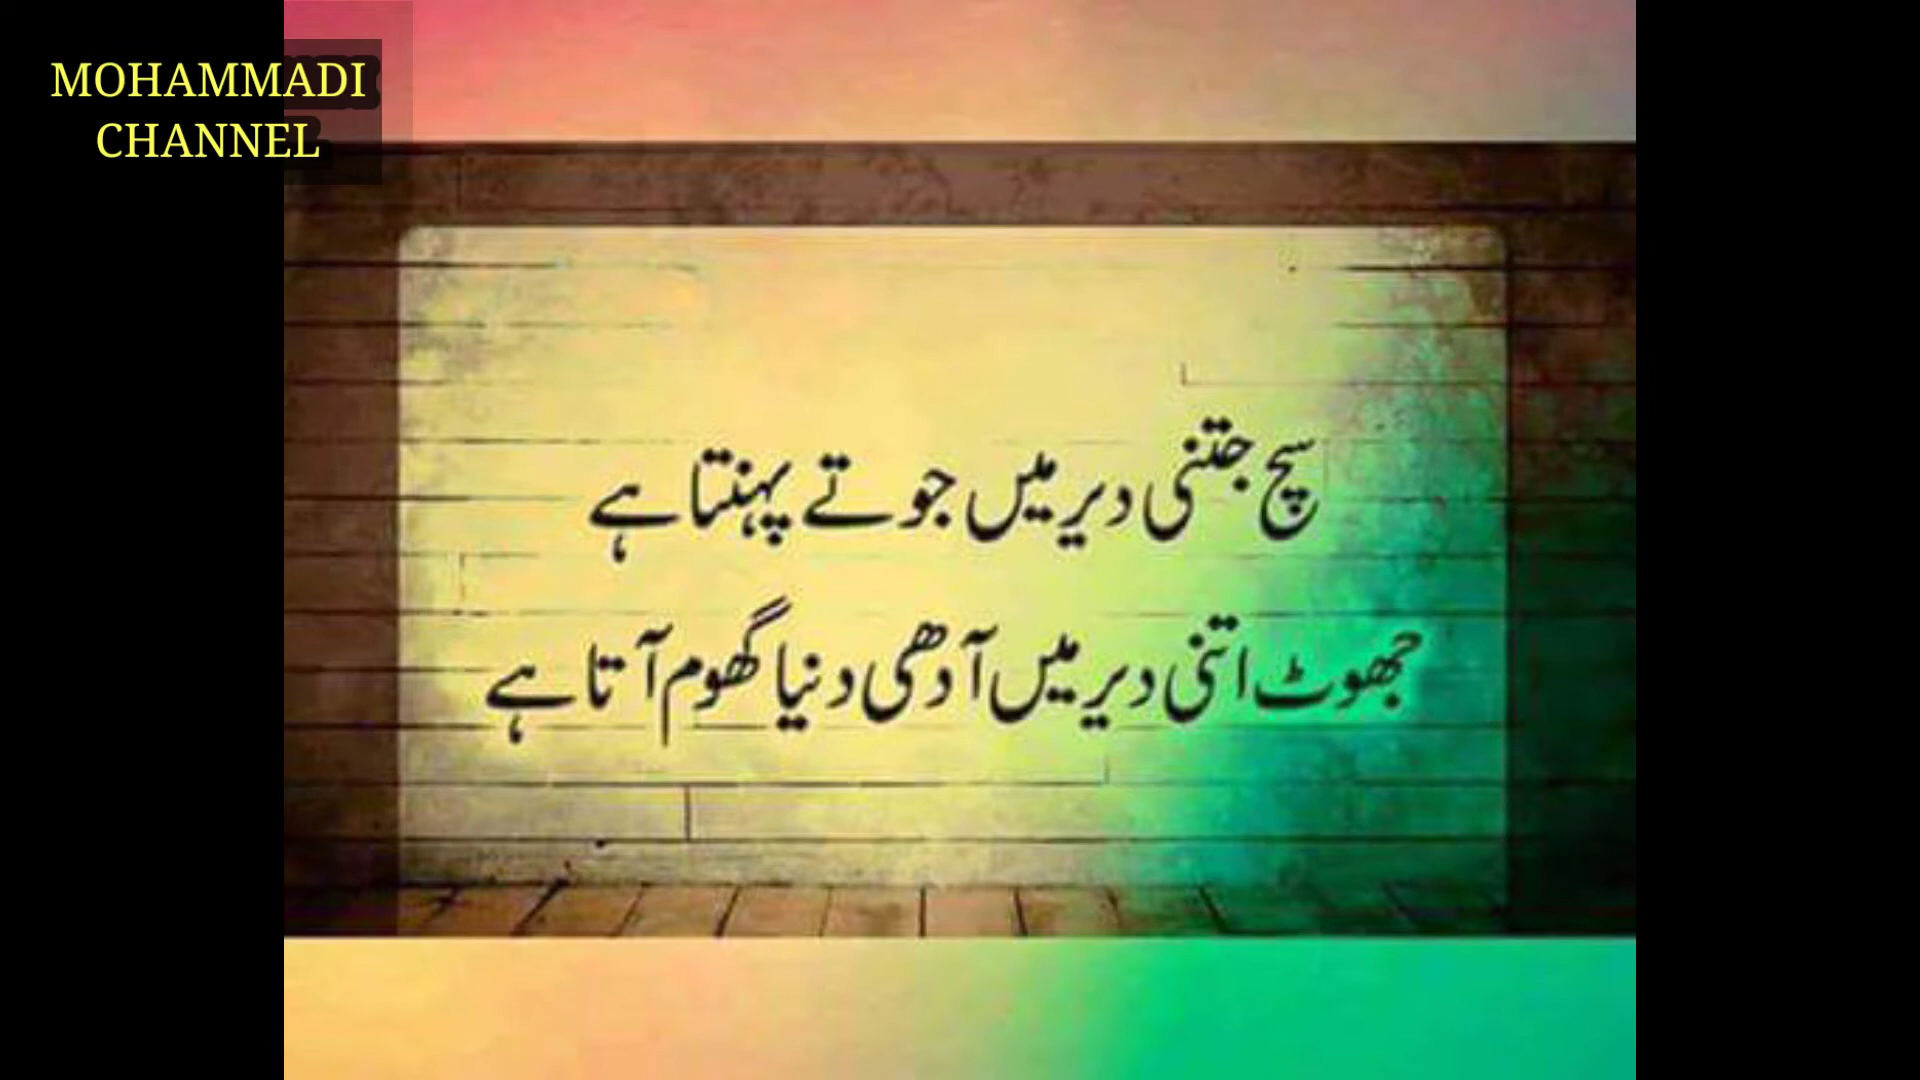 MOHAMMADI
CHANNEL
سچ جتنی دیر میں جوتے پہنتا ہے
جھوٹ اتنی دیر میں آدھی دنیا گھوم آتا ہے